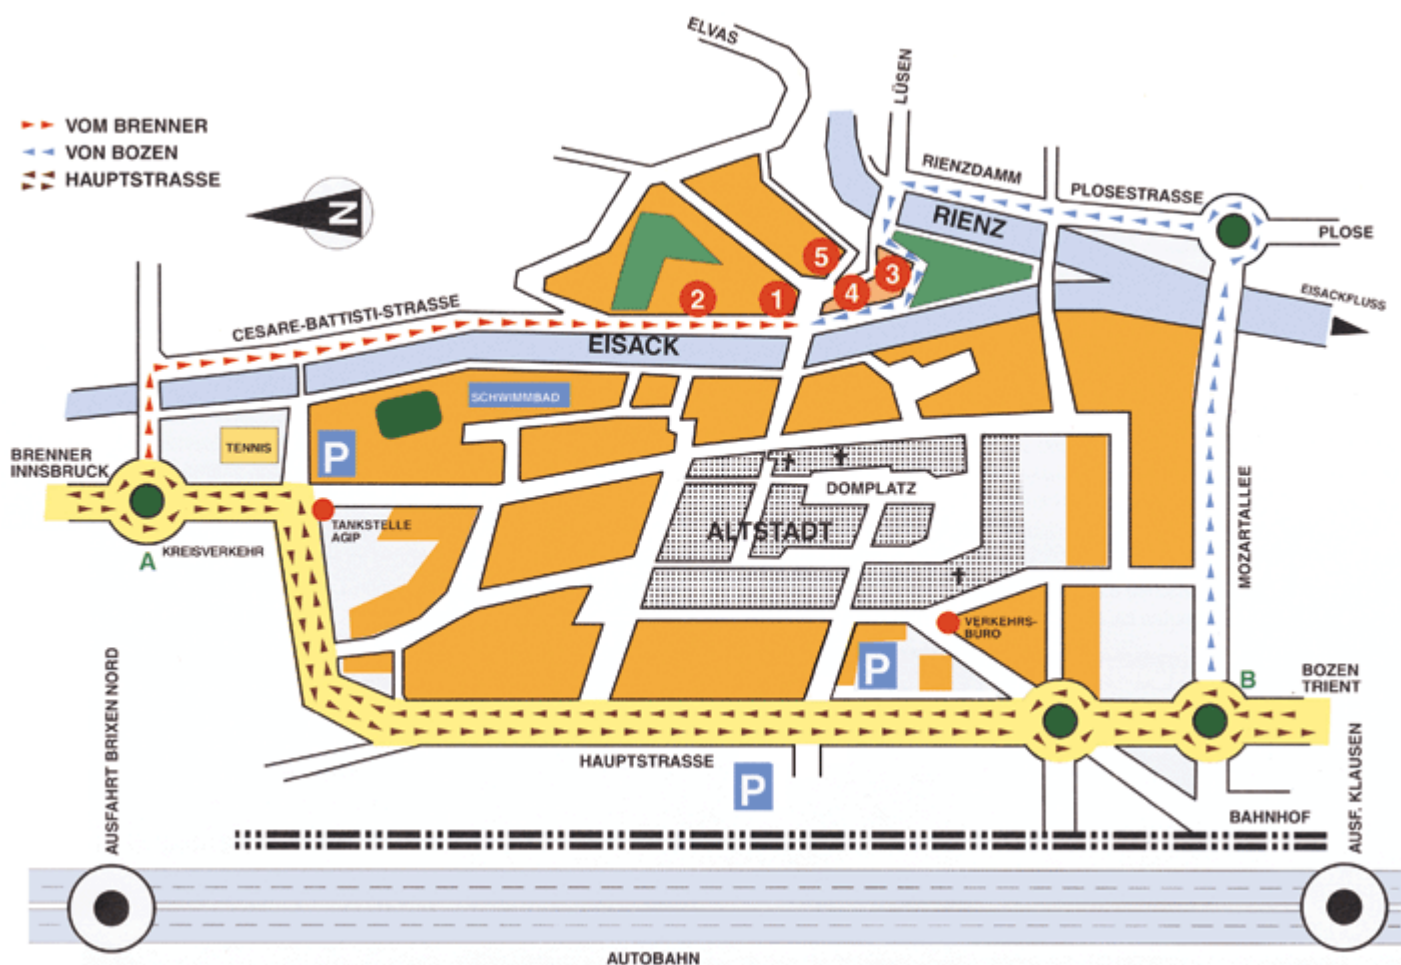 ELVAS
LÜSEN
VOM BRENNER
VON BOZEN
HAUPTSTRASSE
N
RIENZDAMM
PLOSESTRASSE
RIENZ
PLOSE
EISACKFLUSS
5
3
4
2
1
CESARE-BATTISTI-STRASSE
EISACK
SCHWIMMBAD
TENNIS
P
BRENNER
INNSBRUCK
DOMPLATZ
ALTSTADT
TANKSTELLE
AGIP
KREISVERKEHR
A
MOZARTALLEE
VERKEHRS-
BÜRO
P
B
BOZEN
TRIENT
AUSFAHRT BRIXEN NORD
HAUPTSTRASSE
P
AUSF. KLAUSEN
BAHNHOF
AUTOBAHN